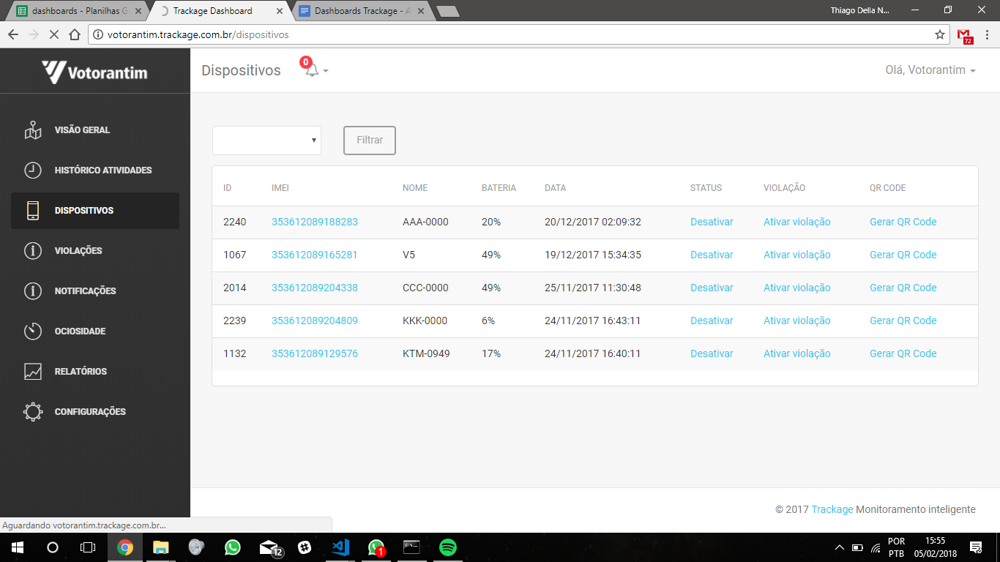 dashboards - Planilhas G
Trackage Dashboard
Dashboards Trackage - A
Thiago Della N...
votorantim.trackage.com.br/dispositivos
72
Votorantim
Dispositivos
0
Olá, Votorantim
VISÃO GERAL
HISTÓRICO ATIVIDADES
DISPOSITIVOS
VIOLAÇÕES
NOTIFICAÇÕES
OCIOSIDADE
RELATÓRIOS
CONFIGURAÇÕES
Filtrar
ID IMEI NOME BATERIA DATA STATUS VIOLAÇÃO QR CODE
2240 353612089188283 AAA-0000 20% 20/12/2017 02:09:32 Desativar Ativar violação Gerar QR Code
1067 353612089165281 V5 49% 19/12/2017 15:34:35 Desativar Ativar violação Gerar QR Code
2014 353612089204338 CCC-0000 49% 25/11/2017 11:30:48 Desativar Ativar violação Gerar QR Code
2239 353612089204809 KKK-0000 6% 24/11/2017 16:43:11 Desativar Ativar violação Gerar QR Code
1132 353612089129576 KTM-0949 17% 24/11/2017 16:40:11 Desativar Ativar violação Gerar QR Code
© 2017 Trackage Monitoramento inteligente
Aguardando votorantim.trackage.com.br...
12
1
POR
PTB
15:55
05/02/2018